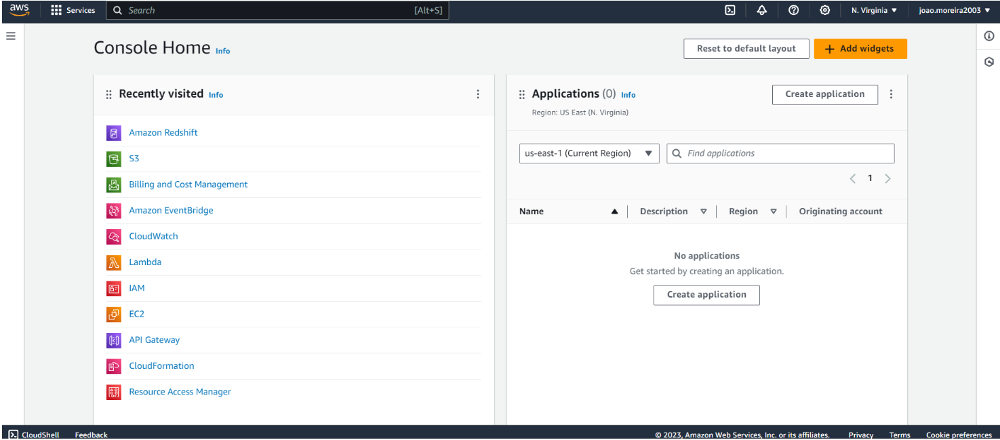 aws Services Search [Alt+S] N. Virginia joao.moreira2003
Console Home Info
Reset to default layout
Add widgets
Recently visited Info
Amazon Redshift
S3
Billing and Cost Management
Amazon EventBridge
CloudWatch
Lambda
IAM
EC2
API Gateway
CloudFormation
Resource Access Manager
Applications (0) Info
Create application
Region: US East (N. Virginia)
us-east-1 (Current Region) Find applications
1
Name Description Region Originating account
No applications
Get started by creating an application.
Create application
CloudShell Feedback © 2023, Amazon Web Services, Inc. or its affiliates. Privacy Terms Cookie preferences